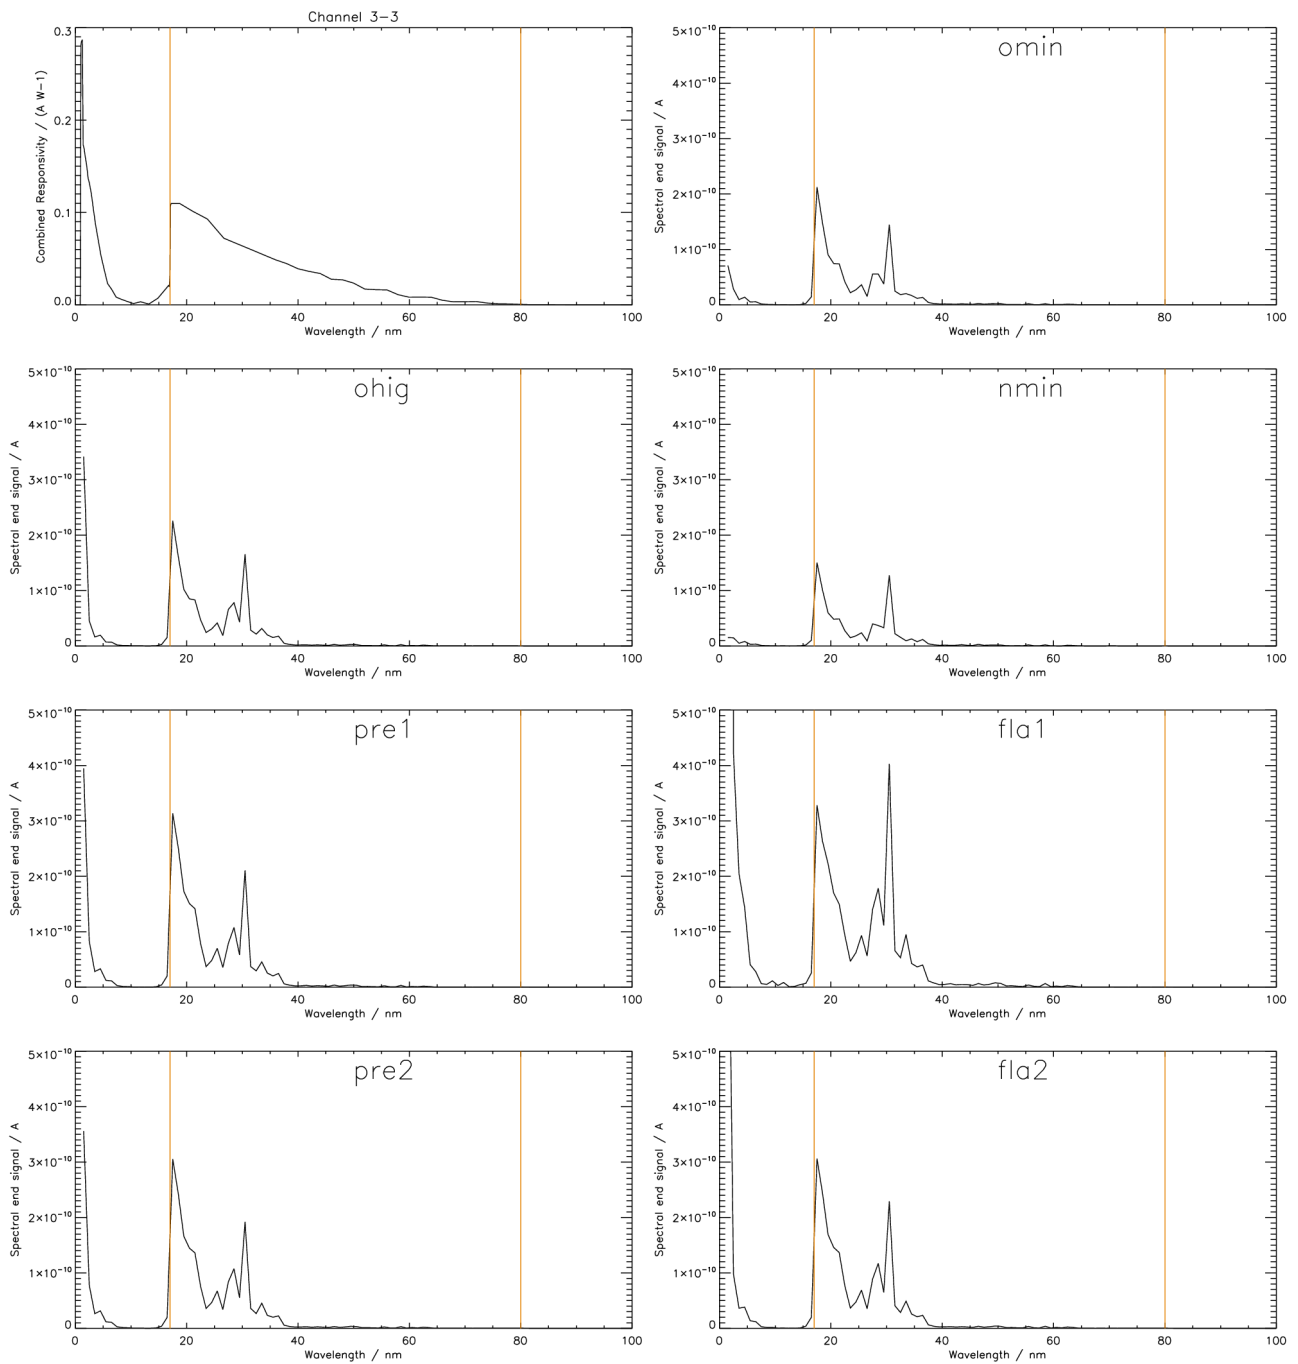 Channel 3−3
0.3
0.2
0.1
0.0
Combined Responsivity / (A W−1)
0 20 40 60 80 100
Wavelength / nm
omin
5×10⁻¹⁰
4×10⁻¹⁰
3×10⁻¹⁰
2×10⁻¹⁰
1×10⁻¹⁰
0
Spectral end signal / A
0 20 40 60 80 100
Wavelength / nm
ohig
5×10⁻¹⁰
4×10⁻¹⁰
3×10⁻¹⁰
2×10⁻¹⁰
1×10⁻¹⁰
0
Spectral end signal / A
0 20 40 60 80 100
Wavelength / nm
nmin
5×10⁻¹⁰
4×10⁻¹⁰
3×10⁻¹⁰
2×10⁻¹⁰
1×10⁻¹⁰
0
Spectral end signal / A
0 20 40 60 80 100
Wavelength / nm
pre1
5×10⁻¹⁰
4×10⁻¹⁰
3×10⁻¹⁰
2×10⁻¹⁰
1×10⁻¹⁰
0
Spectral end signal / A
0 20 40 60 80 100
Wavelength / nm
fla1
5×10⁻¹⁰
4×10⁻¹⁰
3×10⁻¹⁰
2×10⁻¹⁰
1×10⁻¹⁰
0
Spectral end signal / A
0 20 40 60 80 100
Wavelength / nm
pre2
5×10⁻¹⁰
4×10⁻¹⁰
3×10⁻¹⁰
2×10⁻¹⁰
1×10⁻¹⁰
0
Spectral end signal / A
0 20 40 60 80 100
Wavelength / nm
fla2
5×10⁻¹⁰
4×10⁻¹⁰
3×10⁻¹⁰
2×10⁻¹⁰
1×10⁻¹⁰
0
Spectral end signal / A
0 20 40 60 80 100
Wavelength / nm